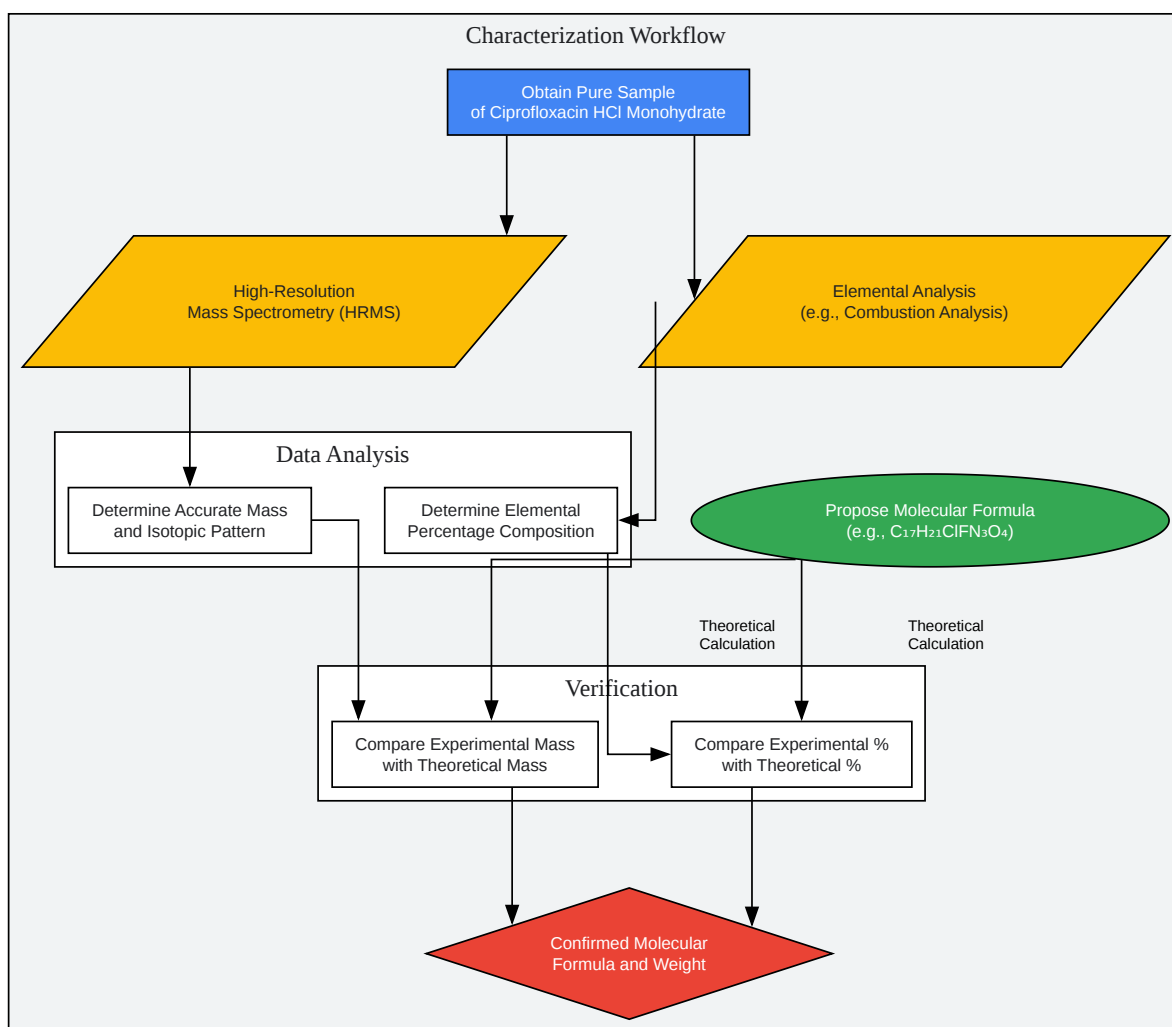 Characterization Workflow
Obtain Pure Sample
of Ciprofloxacin HCl Monohydrate
High-Resolution
Mass Spectrometry (HRMS)
Elemental Analysis
(e.g., Combustion Analysis)
Data Analysis
Determine Accurate Mass
and Isotopic Pattern
Determine Elemental
Percentage Composition
Propose Molecular Formula
(e.g., C₁₇H₂₁ClFN₃O₄)
Theoretical
Calculation
Theoretical
Calculation
Verification
Compare Experimental Mass
with Theoretical Mass
Compare Experimental %
with Theoretical %
Confirmed Molecular
Formula and Weight